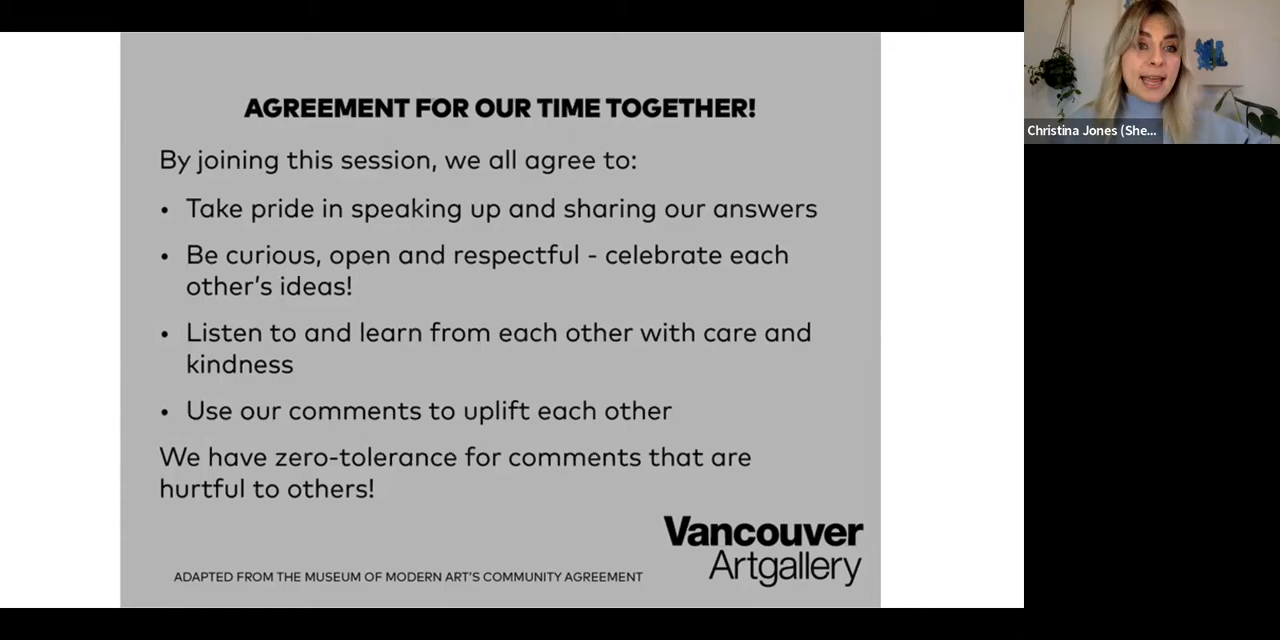 AGREEMENT FOR OUR TIME TOGETHER!
By joining this session, we all agree to:
• Take pride in speaking up and sharing our answers
• Be curious, open and respectful - celebrate each
other's ideas!
• Listen to and learn from each other with care and
kindness
• Use our comments to uplift each other
We have zero-tolerance for comments that are
hurtful to others!
Vancouver
Artgallery
ADAPTED FROM THE MUSEUM OF MODERN ART'S COMMUNITY AGREEMENT
Christina Jones (She...